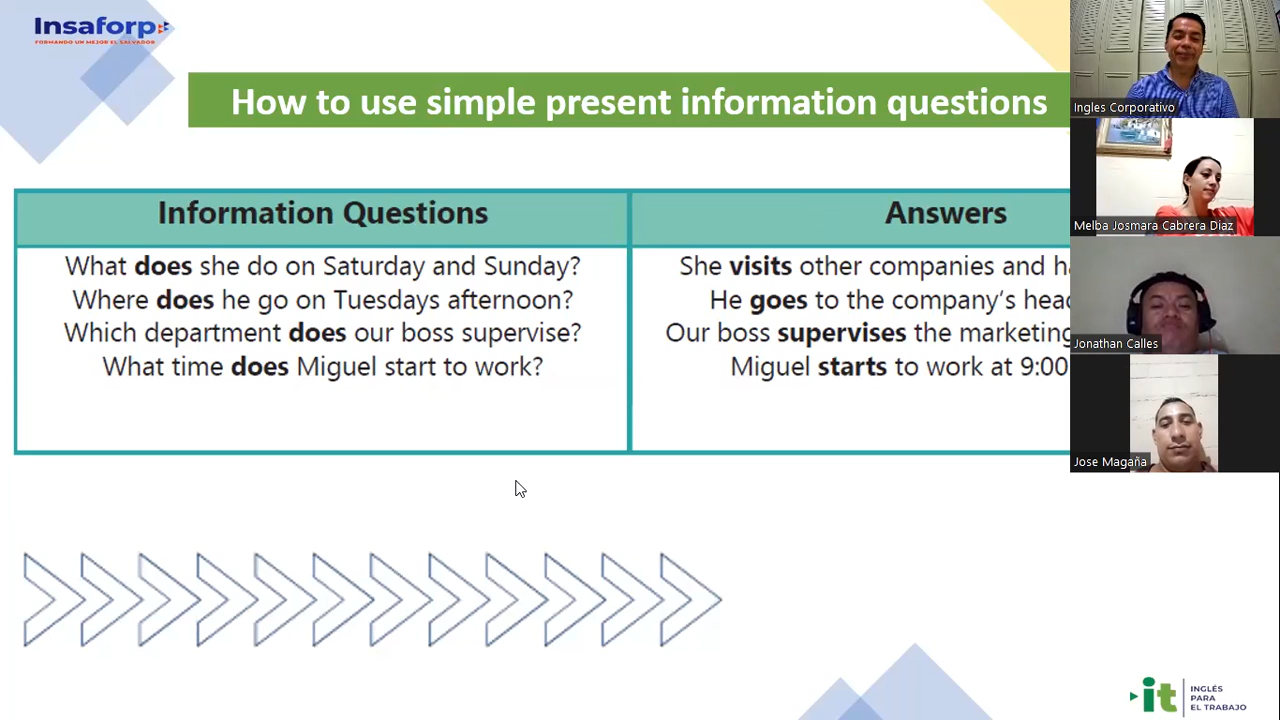 Insaforp
FORMANDO UN MEJOR EL SALVADOR
How to use simple present information questions
Information Questions
What does she do on Saturday and Sunday?
Where does he go on Tuesdays afternoon?
Which department does our boss supervise?
What time does Miguel start to work?
Answers
She visits other companies and
He goes to the company's
Our boss supervises the marketing
Miguel starts to work at 9:00
Ingles Corporativo
Melba Josmara Cabrera Diaz
Jonathan Calles
Jose Magaña
it
INGLÉS
PARA
EL TRABAJO